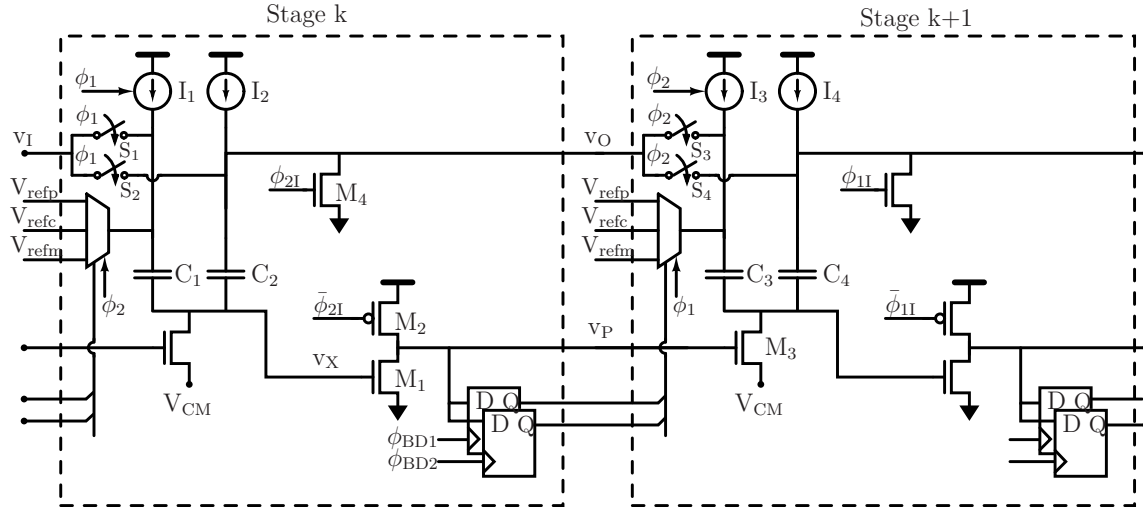 Stage k
Stage k+1
ϕ1 I1 I2
ϕ2 I3 I4
vI ϕ1 S1
ϕ1 S2
vO ϕ2 S3
ϕ2 S4
ϕ2I M4
ϕ1I
Vrefp
Vrefc
Vrefm
Vrefp
Vrefc
Vrefm
C1 C2
C3 C4
ϕ2
ϕ1
ϕ̄2I M2
ϕ̄1I
vX M1
vP M3
VCM
VCM
D Q
D Q
ϕBD1
ϕBD2
D Q
D Q